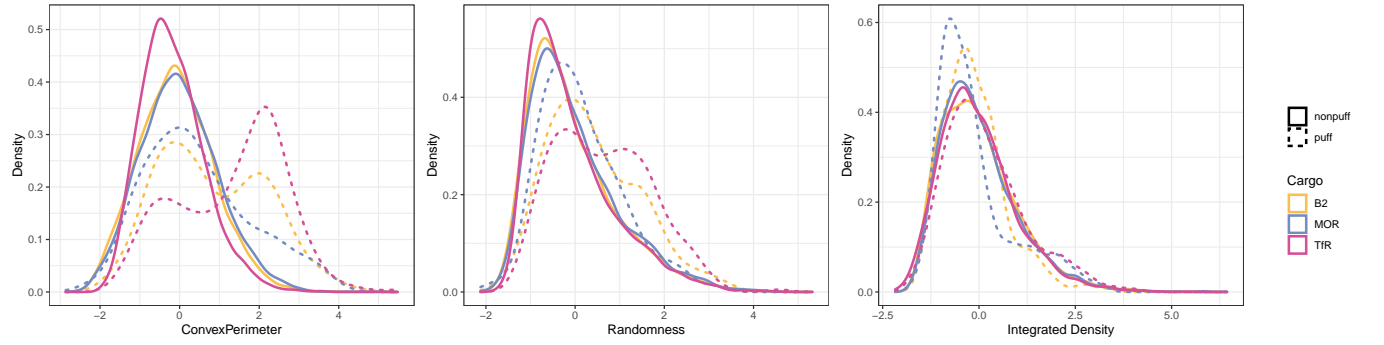 Density
0.5
0.4
0.3
0.2
0.1
0.0
−2
0
2
4
ConvexPerimeter
Density
0.4
0.2
0.0
−2
0
2
4
Randomness
Density
0.6
0.4
0.2
0.0
−2.5
0.0
2.5
5.0
Integrated Density
nonpuff
puff
Cargo
B2
MOR
TfR